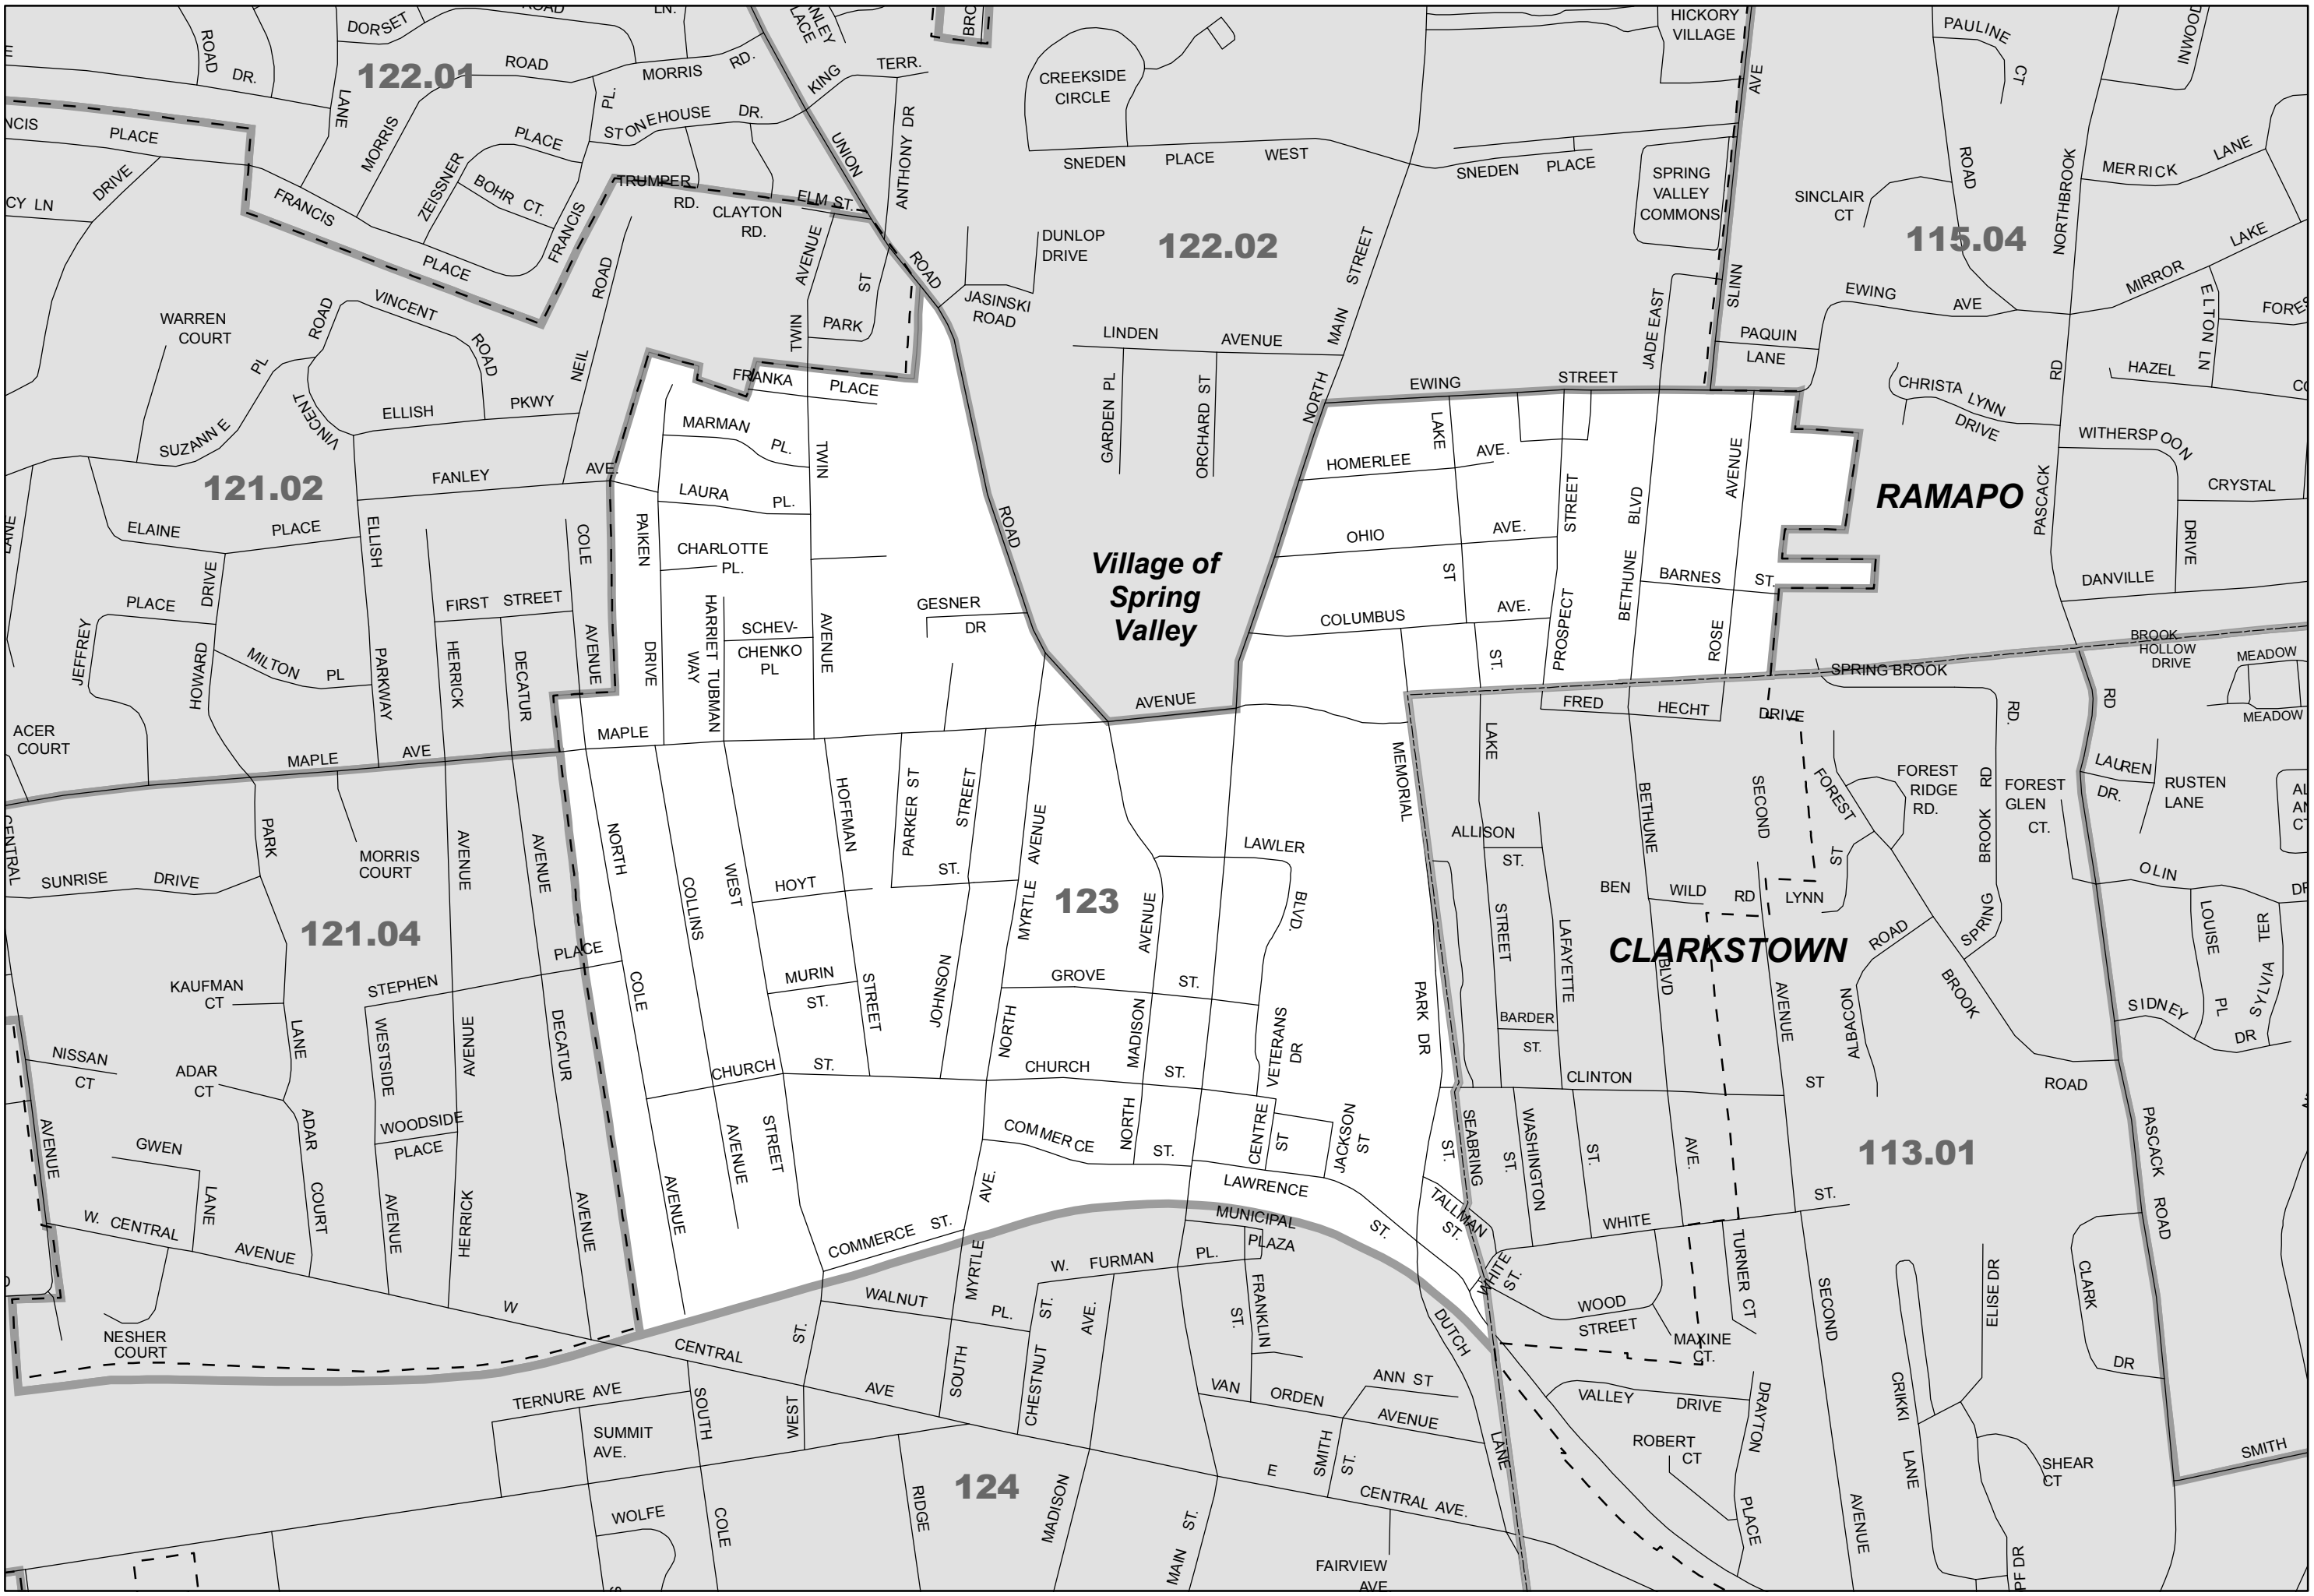 DORSET
ROAD
LN.
ROAD
DR.
122.01
ROAD
MORRIS
RD.
LANE
MORRIS
PL.
STONEHOUSE
DR.
KING
TERR.
ANTHONY DR
UNION
BRO
CREEKSIDE
CIRCLE
HICKORY
VILLAGE
AVE
PAULINE
CT
NCIS
PLACE
DRIVE
CY LN
FRANCIS
PLACE
ZEISSNER
PLACE
BOHR CT.
FRANCIS
TRUMPER
RD.
CLAYTON
RD.
ELM ST.
SNEDEN
PLACE
WEST
SNEDEN
PLACE
SPRING
VALLEY
COMMONS
SINCLAIR
CT
ROAD
NORTHBROOK
MERRICK
LANE
115.04
MIRROR
LAKE
DUNLOP
DRIVE
122.02
NORTH
MAIN
STREET
ROAD
JASINSKI
ROAD
AVENUE
TWIN
PARK
ST
LINDEN
AVENUE
GARDEN PL
ORCHARD ST
JADE EAST
SLINN
PAQUIN
LANE
EWING
AVE
ELTON LN
HAZEL
WARREN
COURT
VINCENT
ROAD
ROAD
VINCENT
SUZANNE
PL
NEIL
ROAD
ELLISH
PKWY
FRANKA
PLACE
EWING
STREET
CHRISTA LYNN
DRIVE
RD
PASCACK
WITHERSPOON
DRIVE
CRYSTAL
121.02
FANLEY
AVE.
MARMAN
PL.
TWIN
LAURA
PL.
HOMERLEE
AVE.
LAKE
ST
RAMAPO
ELAINE
PLACE
ELLISH
PARKWAY
COLE
AVENUE
PAIKEN
DRIVE
CHARLOTTE
PL.
ROAD
Village of
Spring
Valley
OHIO
AVE.
STREET
PROSPECT
BLVD
BETHUNE
AVENUE
ROSE
BARNES
ST.
DANVILLE
HOWARD
DRIVE
PLACE
JEFFREY
MILTON
PL
FIRST
STREET
HERRICK
DECATUR
HARRIET TUBMAN
WAY
SCHEV-
CHENKO
PL
AVENUE
GESNER
DR
COLUMBUS
AVE.
ST.
BROOK
HOLLOW
DRIVE
MEADOW
MEADOW
SPRING BROOK
RD.
RD
ACER
COURT
MAPLE
AVE
MAPLE
AVENUE
FRED
HECHT
DRIVE
LAKE
STREET
MEMORIAL
PARK DR
CENTRAL
SUNRISE
DRIVE
PARK
LANE
MORRIS
COURT
AVENUE
AVENUE
NORTH
COLE
AVENUE
COLLINS
AVENUE
WEST
STREET
HOFFMAN
STREET
PARKER ST
STREET
JOHNSON
ST.
HOYT
AVENUE
MYRTLE
NORTH
123
AVENUE
MADISON
NORTH
LAWLER
BLVD.
ALLISON
ST.
BETHUNE
BLVD
AVE.
SECOND
AVENUE
FOREST
FOREST
RIDGE
RD.
FOREST
GLEN
CT.
LAUREN
DR.
RUSTEN
LANE
BEN
WILD
RD
LYNN
ST
BROOK RD
SPRING
OLIN
DR
LOUISE
PL
SYLVIA
TER
SIDNEY
DR
121.04
CLARKSTOWN
LAFAYETTE
ROAD
ALBACON
BROOK
ROAD
KAUFMAN
CT
STEPHEN
PLACE
WESTSIDE
AVENUE
AVENUE
HERRICK
DECATUR
AVENUE
MURIN
ST.
GROVE
ST.
VETERANS
DR
BARDER
ST.
NISSAN
CT
ADAR
CT
ADAR
COURT
WOODSIDE
PLACE
CHURCH
ST.
CHURCH
ST.
CLINTON
ST
AVENUE
GWEN
LANE
COMMERCE
ST.
CENTRE
ST
JACKSON
ST
ST.
SEABRING
WASHINGTON
ST.
ST.
113.01
PASCACK
ROAD
W. CENTRAL
AVENUE
W
COMMERCE
ST.
AVE.
MYRTLE
SOUTH
LAWRENCE
ST.
TALLMAN
ST.
WHITE
ST.
WHITE
ST.
MUNICIPAL
PLAZA
W.
FURMAN
PL.
WALNUT
PL.
FRANKLIN
ST.
TURNER CT
WOOD
STREET
MAXINE
CT.
SECOND
AVENUE
ELISE DR
CLARK
DR
NESHER
COURT
CENTRAL
AVE
ST.
WEST
ST.
CHESTNUT
AVE.
MADISON
DUTCH
LANE
TERNURE AVE
SUMMIT
AVE.
SOUTH
COLE
VAN
ORDEN
AVENUE
ANN ST
VALLEY
DRIVE
DRAYTON
PLACE
ROBERT
CT
CRIKKI
LANE
SHEAR
CT
SMITH
124
RIDGE
E
CENTRAL AVE.
SMITH
ST.
MAIN
ST.
WOLFE
FAIRVIEW
AVE
PF DR